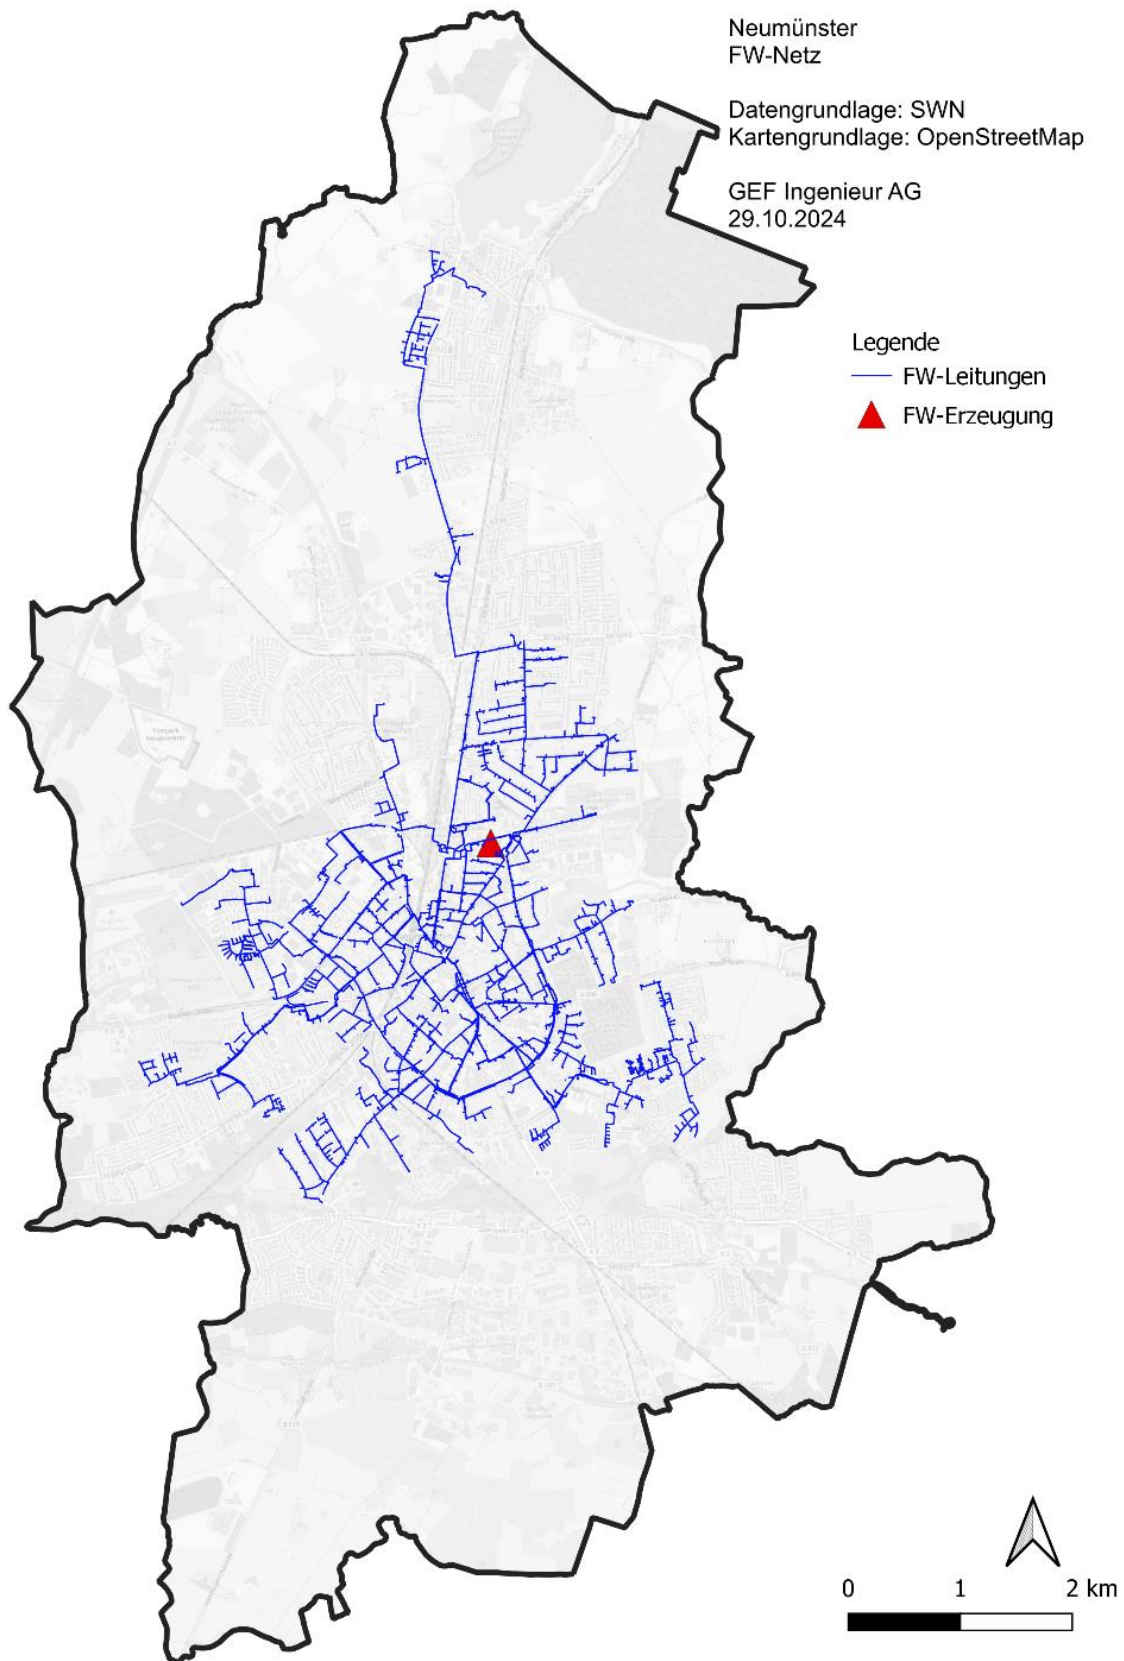 Neumünster
FW-Netz
Datengrundlage: SWN
Kartengrundlage: OpenStreetMap
GEF Ingenieur AG
29.10.2024
Legende
FW-Leitungen
FW-Erzeugung
0 1 2 km